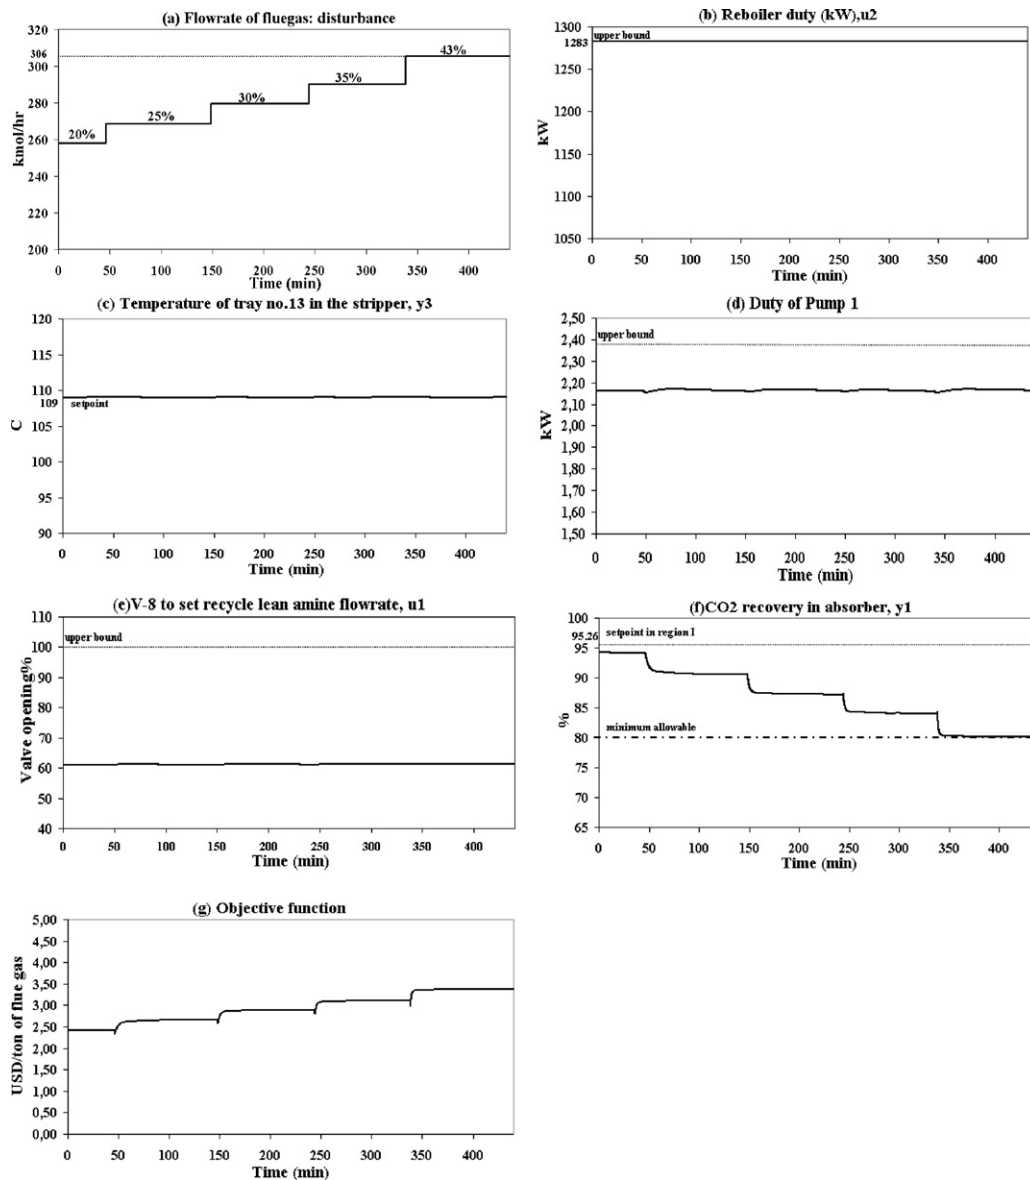 (a) Flowrate of fluegas: disturbance
320
306
300
280
260
240
220
200
kmol/hr
20%
25%
30%
35%
43%
0 50 100 150 200 250 300 350 400
Time (min)
(b) Reboiler duty (kW),u2
1300
1283
1250
1200
1150
1100
1050
kW
upper bound
0 50 100 150 200 250 300 350 400
Time (min)
(c) Temperature of tray no.13 in the stripper, y3
120
115
110
109
105
100
95
90
C
setpoint
0 50 100 150 200 250 300 350 400
Time (min)
(d) Duty of Pump 1
2,50
2,40
2,30
2,20
2,10
2,00
1,90
1,80
1,70
1,60
1,50
kW
upper bound
0 50 100 150 200 250 300 350 400
Time (min)
(e)V-8 to set recycle lean amine flowrate, u1
110
100
90
80
70
60
50
40
Valve opening%
upper bound
0 50 100 150 200 250 300 350 400
Time (min)
(f)CO2 recovery in absorber, y1
100
95.26
95
90
85
80
75
70
65
%
setpoint in region I
minimum allowable
0 50 100 150 200 250 300 350 400
Time (min)
(g) Objective function
5,00
4,50
4,00
3,50
3,00
2,50
2,00
1,50
1,00
0,50
0,00
USD/ton of flue gas
0 50 100 150 200 250 300 350 400
Time (min)